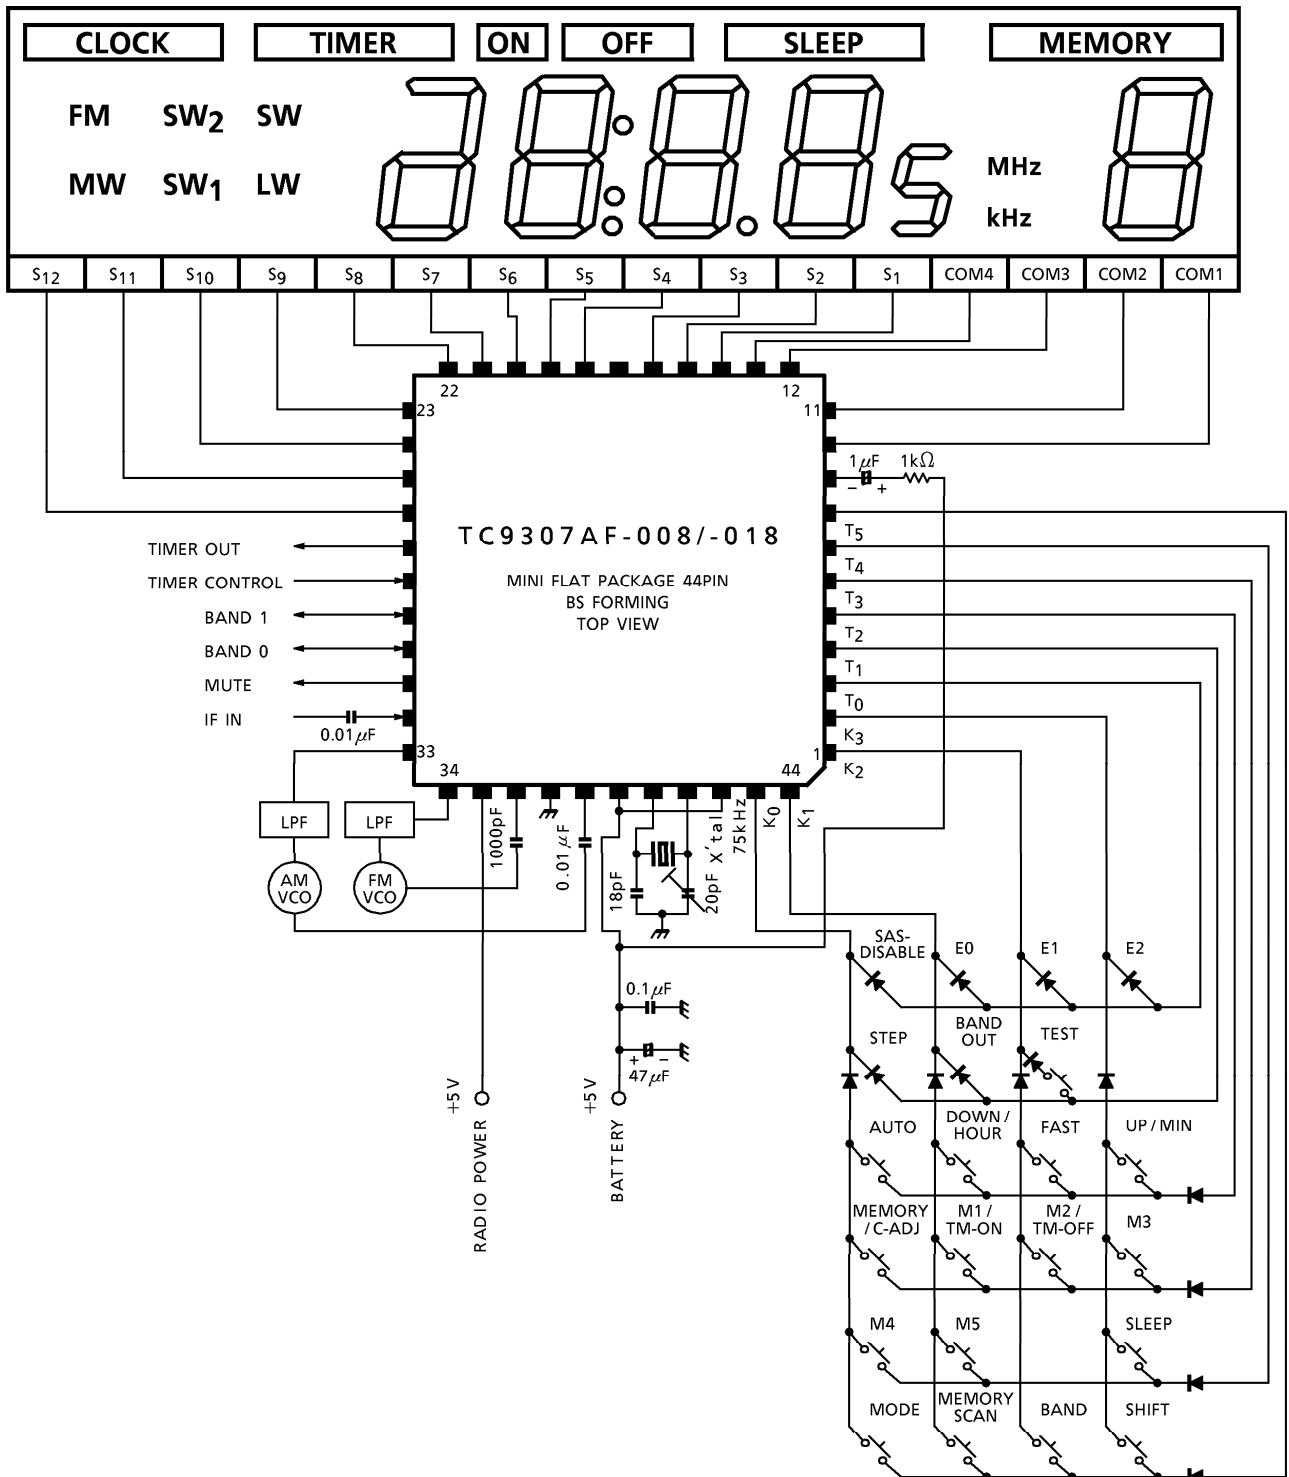 CLOCK TIMER ON OFF SLEEP MEMORY
FM SW2 SW
MW SW1 LW
MHz
kHz
S12 S11 S10 S9 S8 S7 S6 S5 S4 S3 S2 S1 COM4 COM3 COM2 COM1
22 12
23 11
1μF 1kΩ
− +
TC9307AF-008/-018
MINI FLAT PACKAGE 44PIN
BS FORMING
TOP VIEW
TIMER OUT
TIMER CONTROL
BAND 1
BAND 0
MUTE
IF IN
0.01μF
T5
T4
T3
T2
T1
T0
K3
K2
33 1
34 44
LPF LPF
AM
VCO
FM
VCO
1000pF
0.01μF
18pF
20pF
X'tal
75kHz
K0
K1
0.1μF
+ −
47μF
+5V
RADIO POWER
+5V
BATTERY
SAS-
DISABLE
E0 E1 E2
STEP
BAND
OUT
TEST
AUTO
DOWN/
HOUR
FAST
UP/MIN
MEMORY
/C-ADJ
M1/
TM-ON
M2/
TM-OFF
M3
M4 M5 SLEEP
MODE
MEMORY
SCAN
BAND
SHIFT